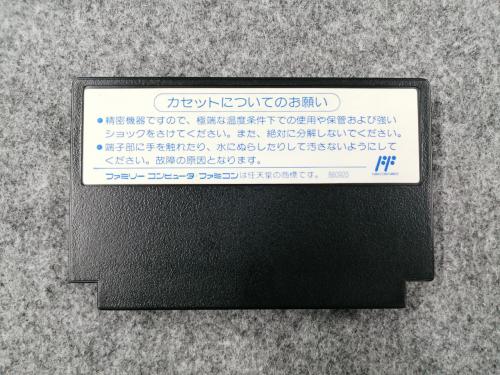 カセットについてのお願い
●精密機器ですので、極端な温度条件下での使用や保管および強い
ショックをさけてください。また、絶対に分解しないでください。
●端子部に手を触れたり、水にぬらしたりして汚さないようにして
ください。故障の原因となります。
ファミリーコンピュータ・ファミコンは任天堂の商標です。
FF